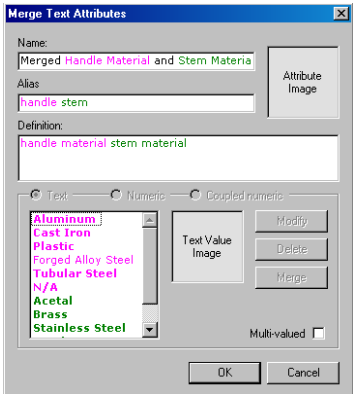 Merge Text Attributes
Name:
Merged Handle Material and Stem Materia
Attribute
Image
Alias
handle stem
Definition:
handle material stem material
Text
Numeric
Coupled numeric
Aluminum
Cast Iron
Plastic
Forged Alloy Steel
Tubular Steel
N/A
Acetal
Brass
Stainless Steel
Text Value
Image
Modify
Delete
Merge
Multi-valued
OK
Cancel